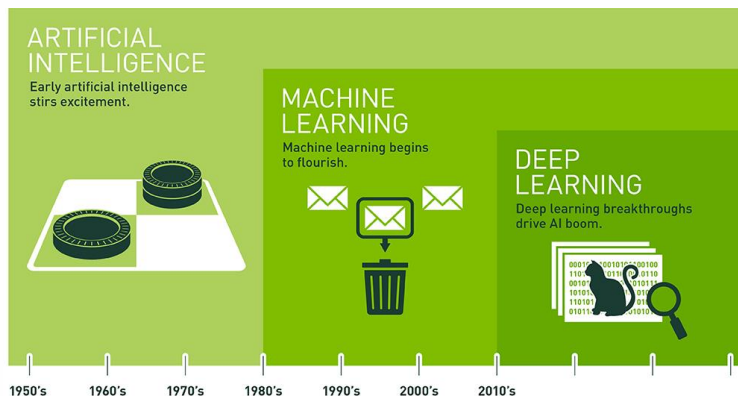 ARTIFICIAL
INTELLIGENCE
Early artificial intelligence
stirs excitement.
MACHINE
LEARNING
Machine learning begins
to flourish.
DEEP
LEARNING
Deep learning breakthroughs
drive AI boom.
1950's 1960's 1970's 1980's 1990's 2000's 2010's